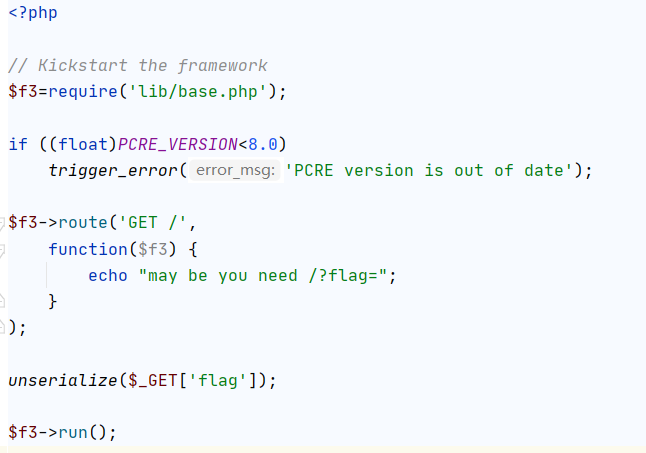 <?php
// Kickstart the framework
$f3=require('lib/base.php');
if ((float)PCRE_VERSION<8.0)
    trigger_error( error_msg: 'PCRE version is out of date');
$f3->route('GET /',
    function($f3) {
        echo "may be you need /?flag=";
    }
);
unserialize($_GET['flag']);
$f3->run();